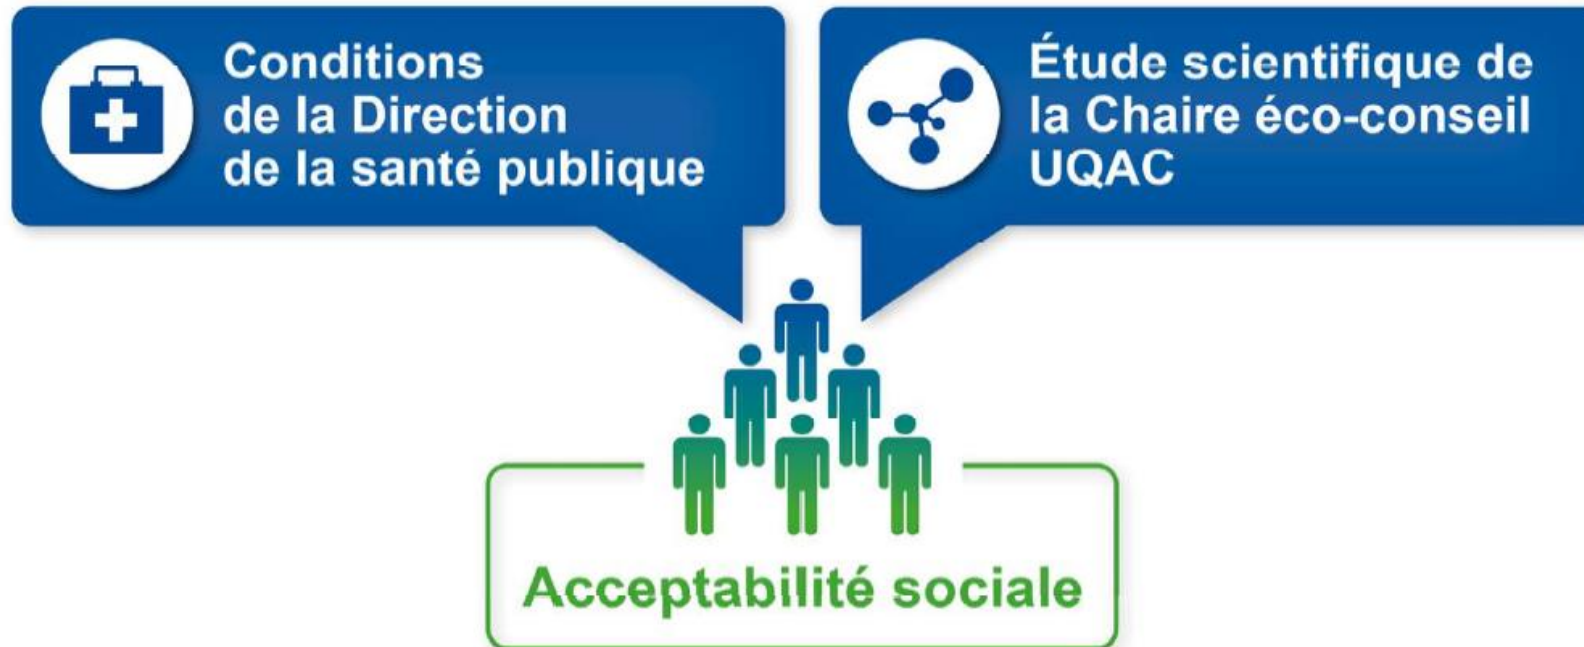 Conditions
de la Direction
de la santé publique
Étude scientifique de
la Chaire éco-conseil
UQAC
Acceptabilité sociale